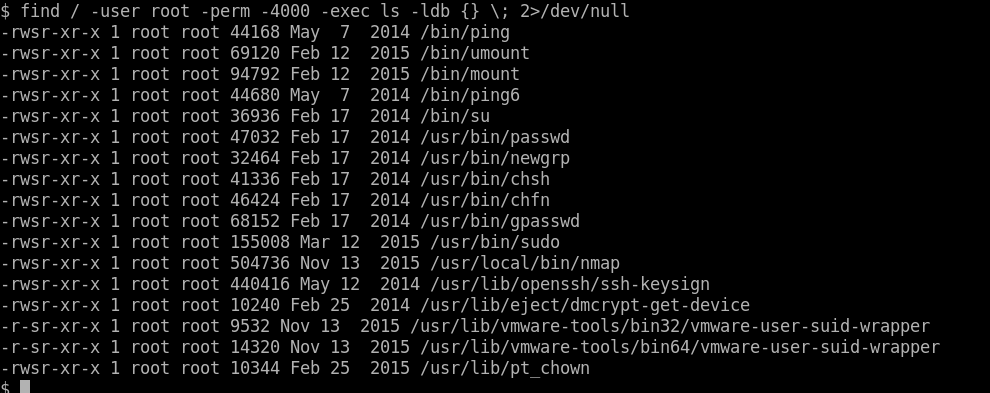 $ find / -user root -perm -4000 -exec ls -ldb {} \; 2>/dev/null
-rwsr-xr-x 1 root root 44168 May  7  2014 /bin/ping
-rwsr-xr-x 1 root root 69120 Feb 12  2015 /bin/umount
-rwsr-xr-x 1 root root 94792 Feb 12  2015 /bin/mount
-rwsr-xr-x 1 root root 44680 May  7  2014 /bin/ping6
-rwsr-xr-x 1 root root 36936 Feb 17  2014 /bin/su
-rwsr-xr-x 1 root root 47032 Feb 17  2014 /usr/bin/passwd
-rwsr-xr-x 1 root root 32464 Feb 17  2014 /usr/bin/newgrp
-rwsr-xr-x 1 root root 41336 Feb 17  2014 /usr/bin/chsh
-rwsr-xr-x 1 root root 46424 Feb 17  2014 /usr/bin/chfn
-rwsr-xr-x 1 root root 68152 Feb 17  2014 /usr/bin/gpasswd
-rwsr-xr-x 1 root root 155008 Mar 12  2015 /usr/bin/sudo
-rwsr-xr-x 1 root root 504736 Nov 13  2015 /usr/local/bin/nmap
-rwsr-xr-x 1 root root 440416 May 12  2014 /usr/lib/openssh/ssh-keysign
-rwsr-xr-x 1 root root 10240 Feb 25  2014 /usr/lib/eject/dmcrypt-get-device
-r-sr-xr-x 1 root root 9532 Nov 13  2015 /usr/lib/vmware-tools/bin32/vmware-user-suid-wrapper
-r-sr-xr-x 1 root root 14320 Nov 13  2015 /usr/lib/vmware-tools/bin64/vmware-user-suid-wrapper
-rwsr-xr-x 1 root root 10344 Feb 25  2015 /usr/lib/pt_chown
$